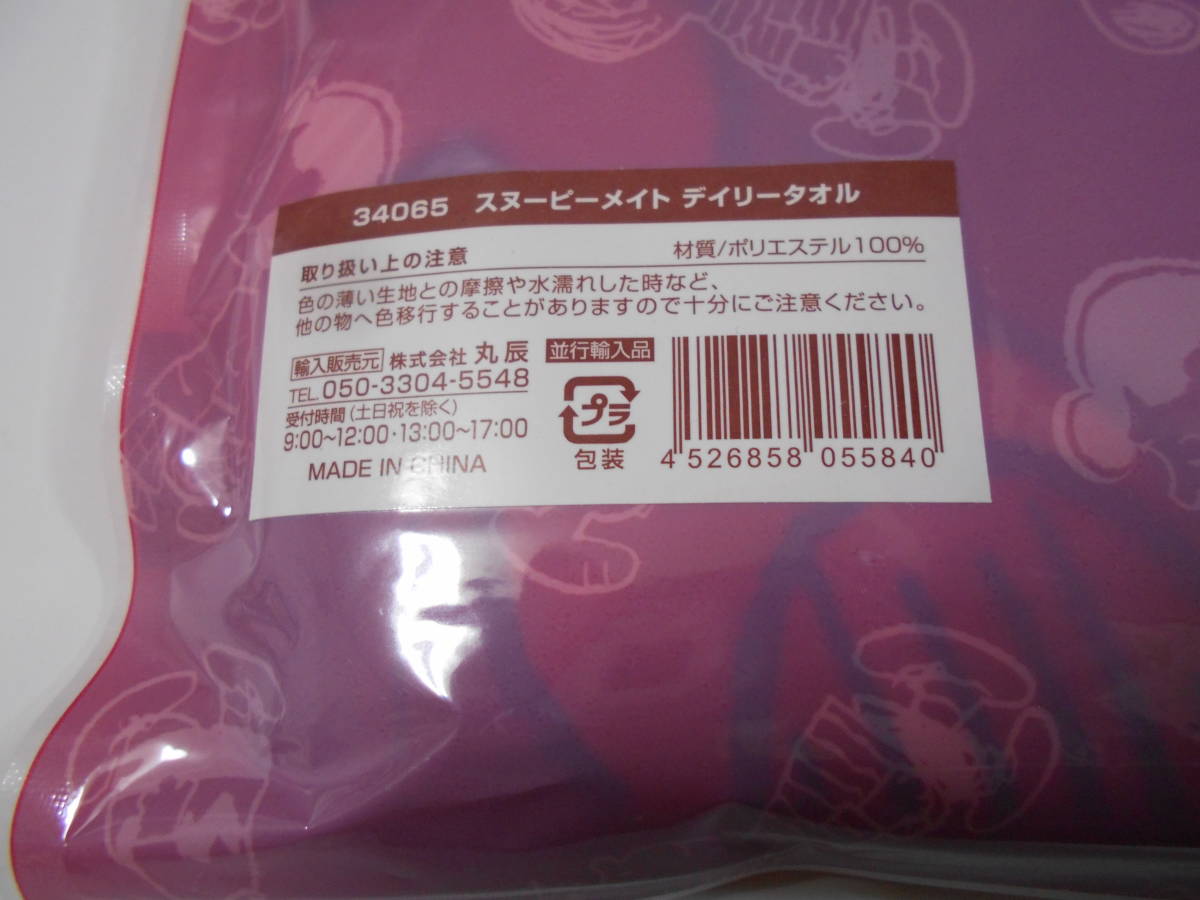 34065 スヌーピーメイト デイリータオル
取り扱い上の注意
材質/ポリエステル100%
色の薄い生地との摩擦や水濡れした時など、
他の物へ色移行することがありますので十分にご注意ください。
輸入販売元 株式会社 丸辰
TEL.050-3304-5548
受付時間(土日祝を除く)
9:00~12:00・13:00~17:00
MADE IN CHINA
並行輸入品
プラ
包装
4 526858 055840